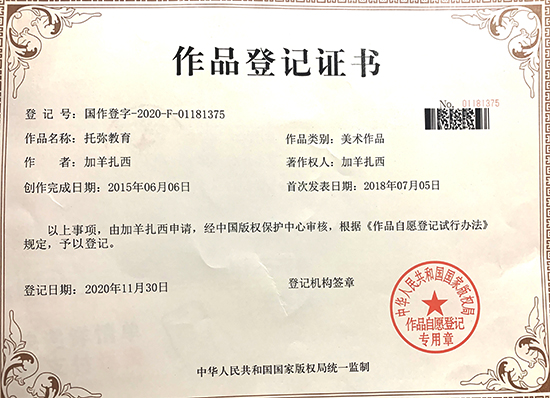 作品登记证书
No. 01181375
登 记 号：国作登字-2020-F-01181375
作品名称：托弥教育 作品类别：美术作品
作 者：加羊扎西 著作权人：加羊扎西
创作完成日期：2015年06月06日 首次发表日期：2018年07月05日
以上事项，由加羊扎西申请，经中国版权保护中心审核，根据《作品自愿登记试行办法》
规定，予以登记。
登记日期：2020年11月30日 登记机构签章
中华人民共和国国家版权局
作品自愿登记
专用章
中华人民共和国国家版权局统一监制